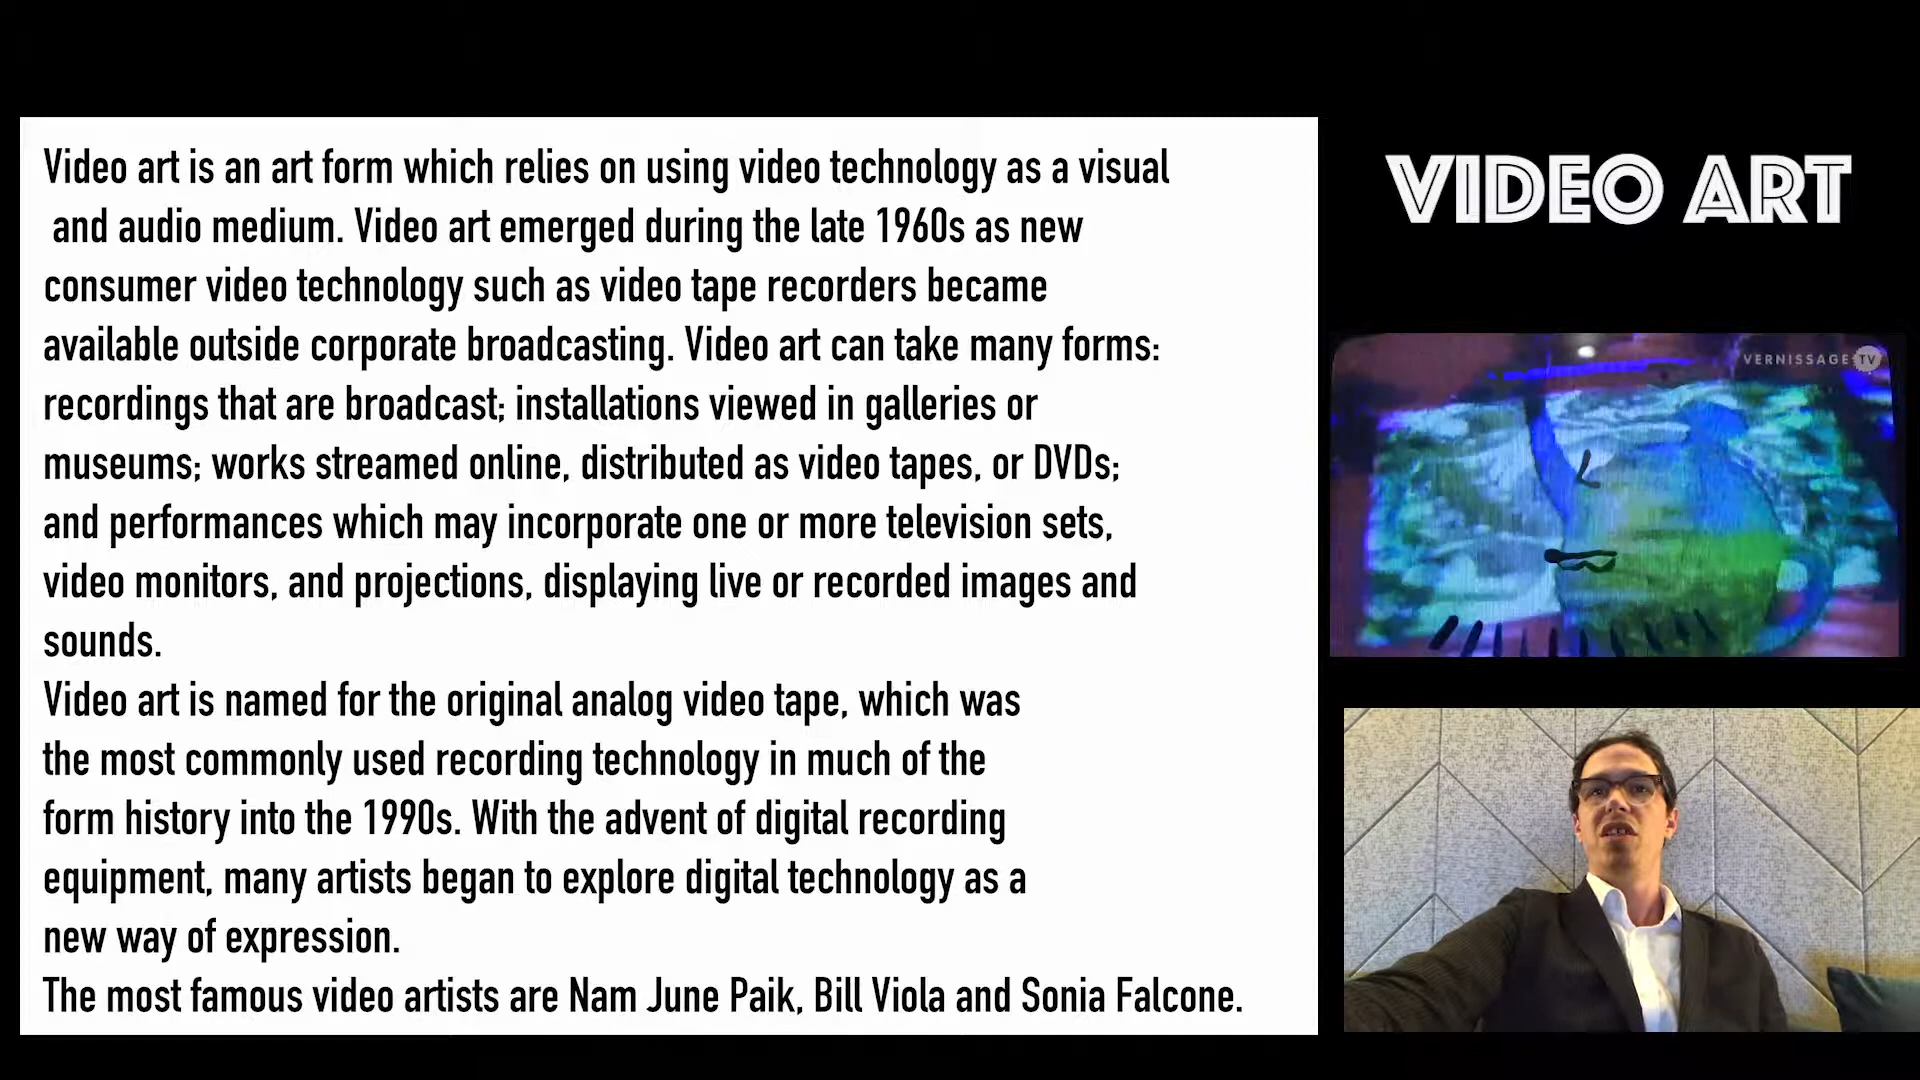 Video art is an art form which relies on using video technology as a visual
and audio medium. Video art emerged during the late 1960s as new
consumer video technology such as video tape recorders became
available outside corporate broadcasting. Video art can take many forms:
recordings that are broadcast; installations viewed in galleries or
museums; works streamed online, distributed as video tapes, or DVDs;
and performances which may incorporate one or more television sets,
video monitors, and projections, displaying live or recorded images and
sounds.
Video art is named for the original analog video tape, which was
the most commonly used recording technology in much of the
form history into the 1990s. With the advent of digital recording
equipment, many artists began to explore digital technology as a
new way of expression.
The most famous video artists are Nam June Paik, Bill Viola and Sonia Falcone.
VIDEO ART
VERNISSAGE TV